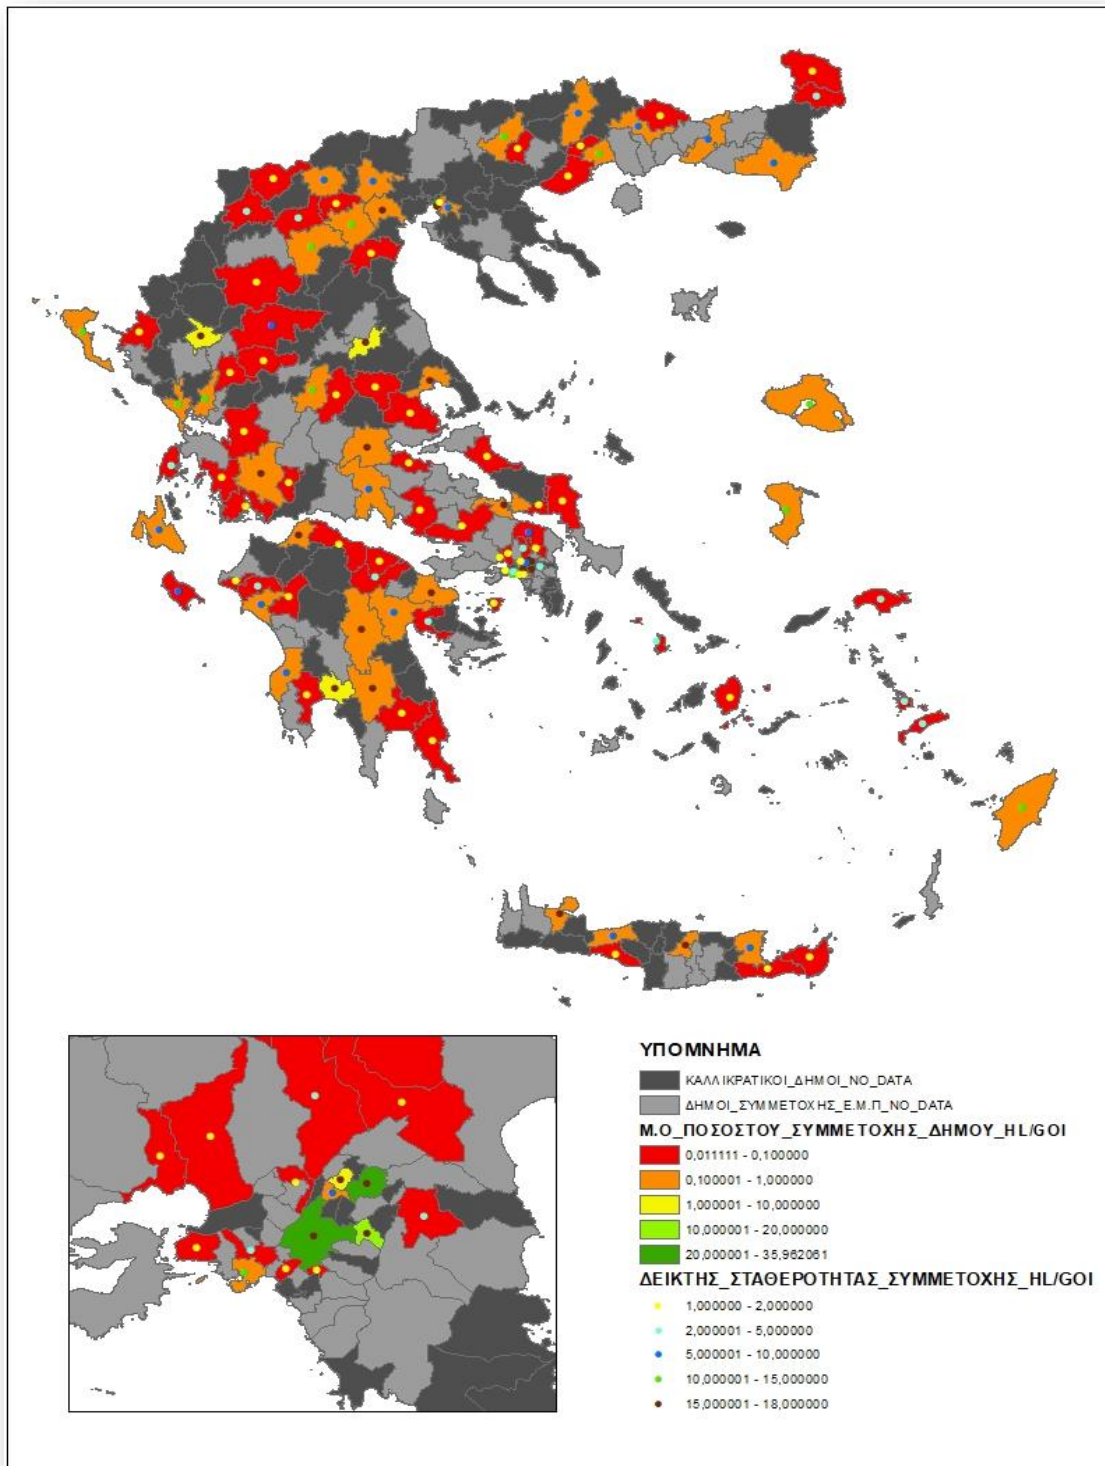 ΥΠΟΜΝΗΜΑ
ΚΑΛΛΙΚΡΑΤΙΚΟΙ_ΔΗΜΟΙ_NO_DATA
ΔΗΜΟΙ_ΣΥΜΜΕΤΟΧΗΣ_Ε.Μ.Π_NO_DATA
Μ.Ο_ΠΟΣΟΣΤΟΥ_ΣΥΜΜΕΤΟΧΗΣ_ΔΗΜΟΥ_HL/GOI
0,011111 - 0,100000
0,100001 - 1,000000
1,000001 - 10,000000
10,000001 - 20,000000
20,000001 - 35,962061
ΔΕΙΚΤΗΣ_ΣΤΑΘΕΡΟΤΗΤΑΣ_ΣΥΜΜΕΤΟΧΗΣ_HL/GOI
1,000000 - 2,000000
2,000001 - 5,000000
5,000001 - 10,000000
10,000001 - 15,000000
15,000001 - 18,000000